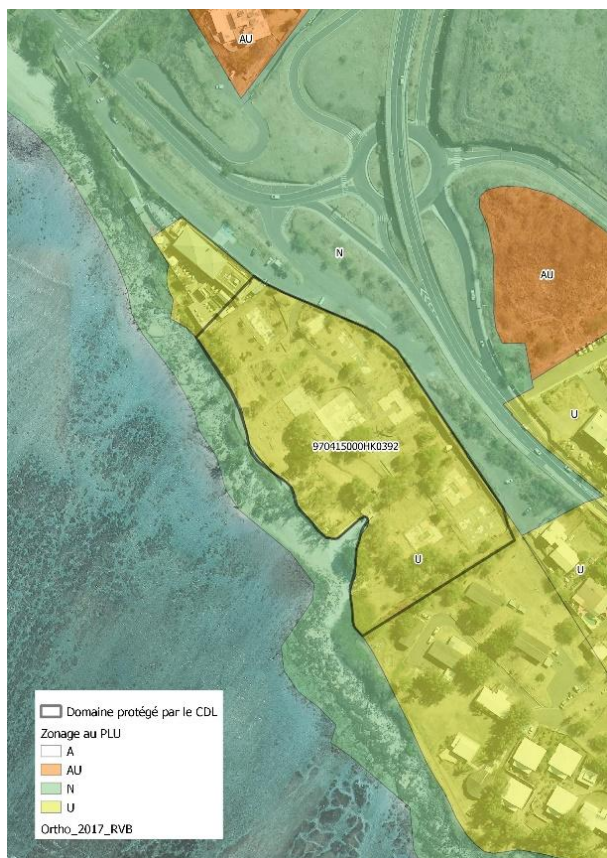 AU
N
AU
U
970415000HK0392
U
U
Domaine protégé par le CDL
Zonage au PLU
A
AU
N
U
Ortho_2017_RVB